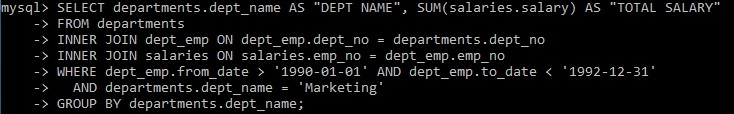 mysql> SELECT departments.dept_name AS "DEPT NAME", SUM(salaries.salary) AS "TOTAL SALARY"
    -> FROM departments
    -> INNER JOIN dept_emp ON dept_emp.dept_no = departments.dept_no
    -> INNER JOIN salaries ON salaries.emp_no = dept_emp.emp_no
    -> WHERE dept_emp.from_date > '1990-01-01' AND dept_emp.to_date < '1992-12-31'
    ->   AND departments.dept_name = 'Marketing'
    -> GROUP BY departments.dept_name;